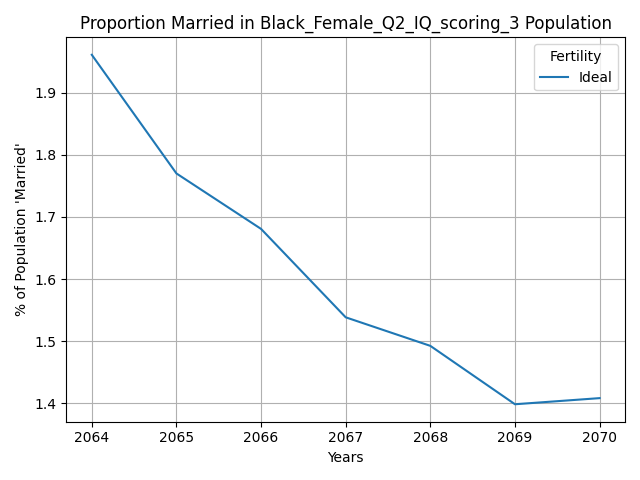 Proportion Married in Black_Female_Q2_IQ_scoring_3 Population
Fertility
Ideal
% of Population 'Married'
1.9
1.8
1.7
1.6
1.5
1.4
2064 2065 2066 2067 2068 2069 2070
Years